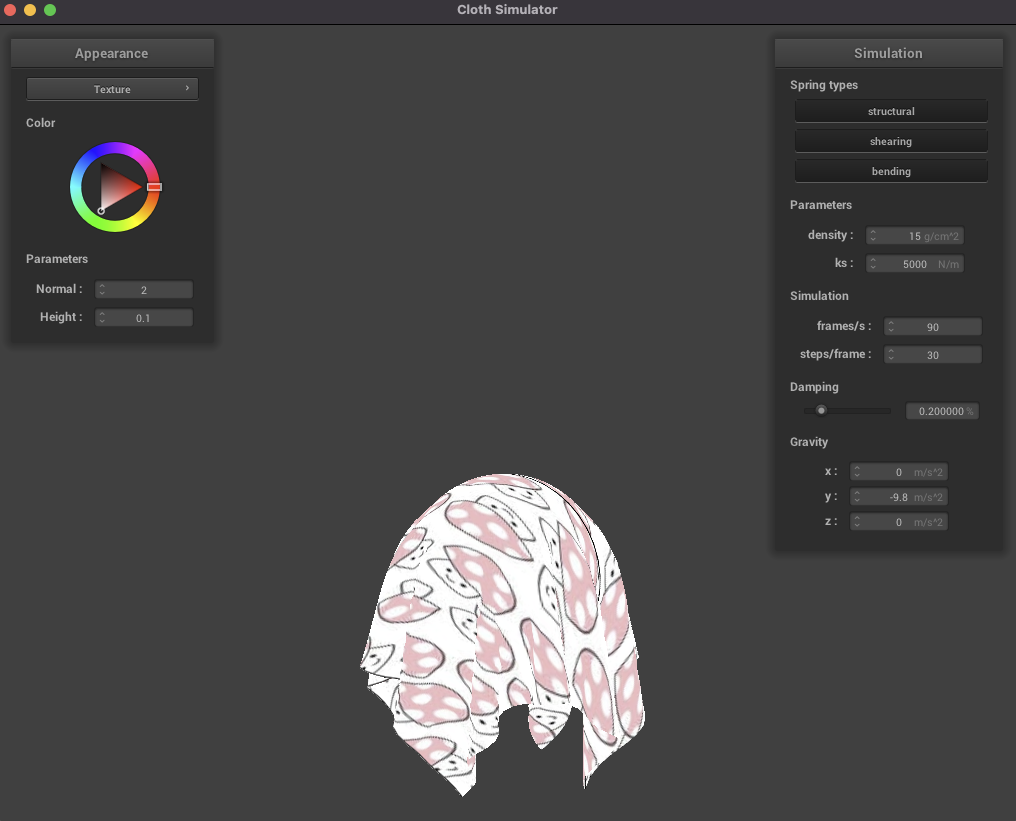 Cloth Simulator
Appearance
Texture
Color
Parameters
Normal : 2
Height : 0.1
Simulation
Spring types
structural
shearing
bending
Parameters
density : 15 g/cm^2
ks : 5000 N/m
Simulation
frames/s : 90
steps/frame : 30
Damping
0.200000 %
Gravity
x : 0 m/s^2
y : -9.8 m/s^2
z : 0 m/s^2